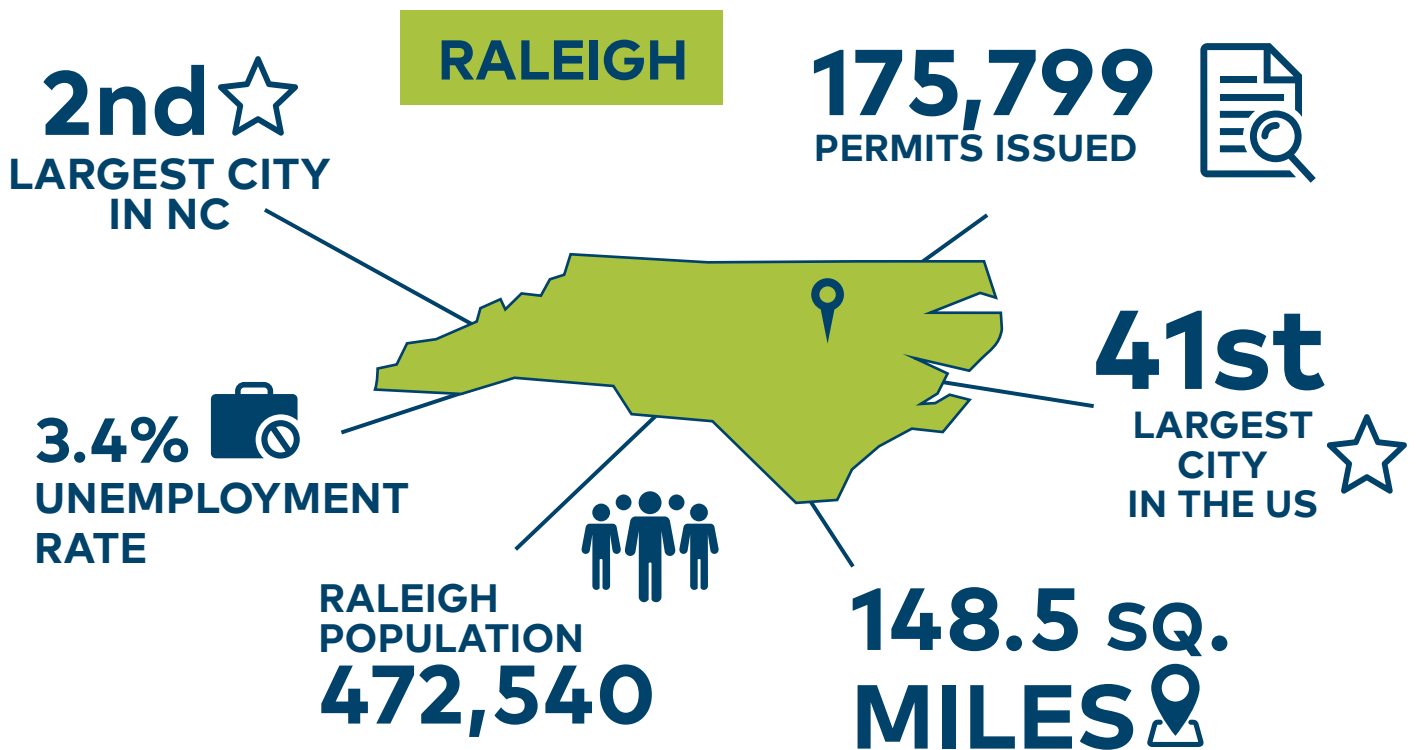 RALEIGH
2nd
LARGEST CITY
IN NC
175,799
PERMITS ISSUED
41st
LARGEST
CITY
IN THE US
3.4%
UNEMPLOYMENT
RATE
RALEIGH
POPULATION
472,540
148.5 SQ.
MILES